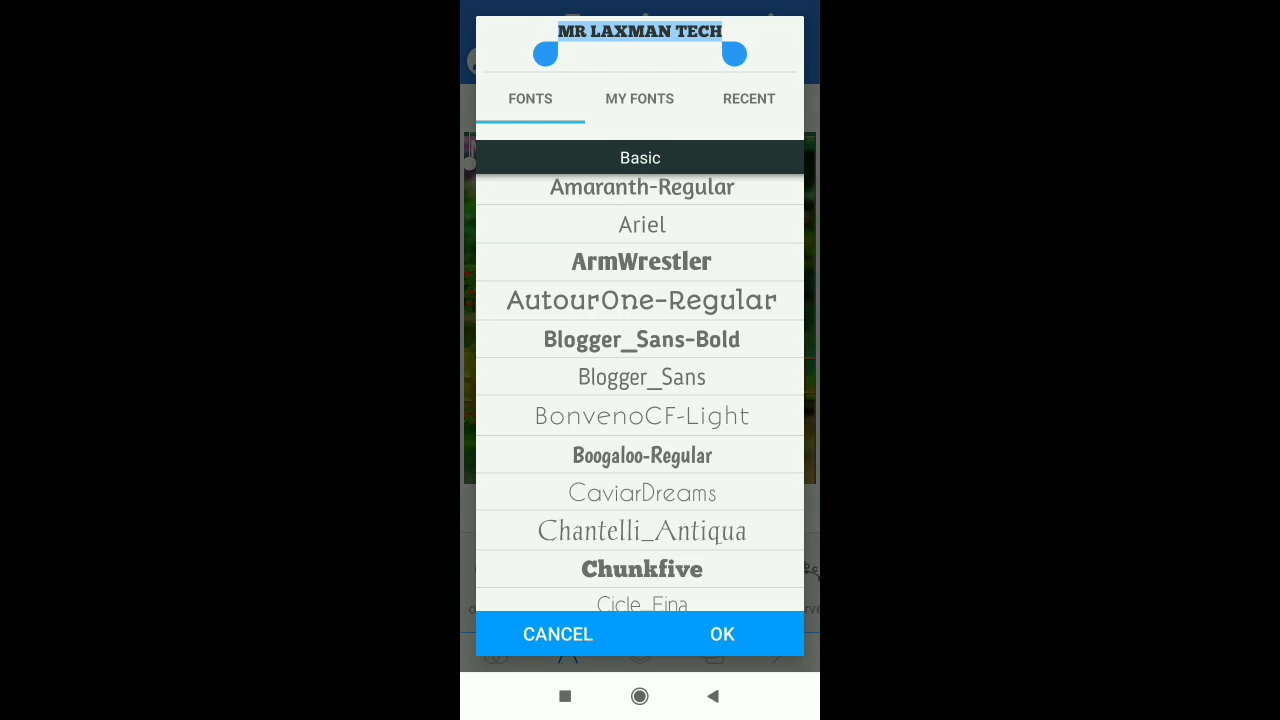 MR LAXMAN TECH
FONTS MY FONTS RECENT
Basic
Amaranth-Regular
Ariel
ArmWrestler
AutourOne-Regular
Blogger_Sans-Bold
Blogger_Sans
BonvenoCF-Light
Boogaloo-Regular
CaviarDreams
Chantelli_Antiqua
Chunkfive
Cicle_Fina
CANCEL OK